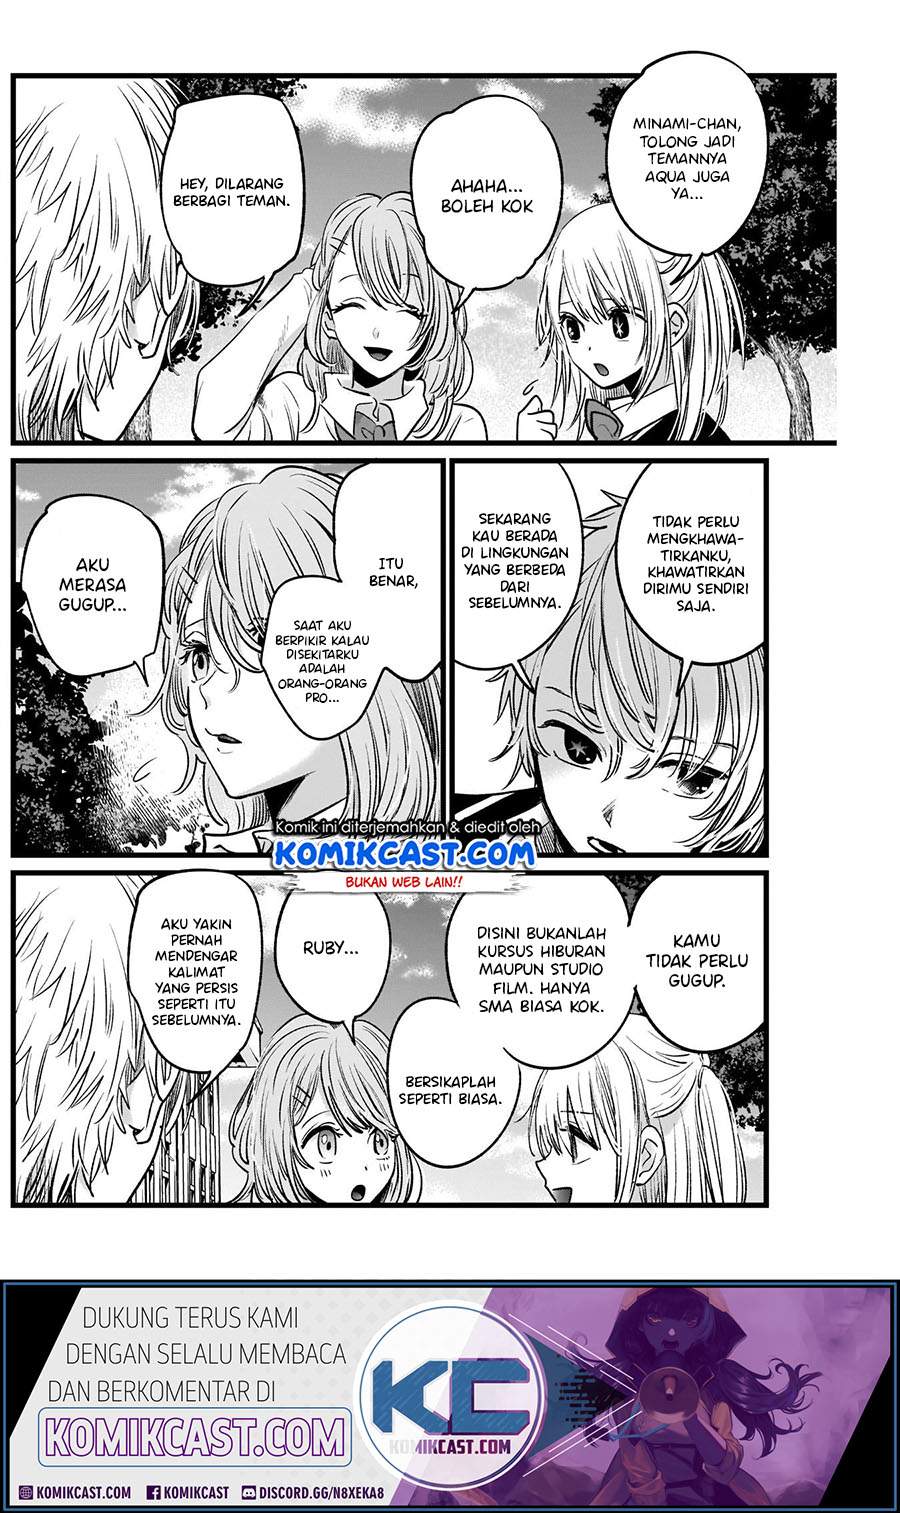 MINAMI-CHAN,
TOLONG JADI
TEMANNYA
AQUA JUGA
YA...
AHAHA...
BOLEH KOK
HEY, DILARANG
BERBAGI TEMAN.
TIDAK PERLU
MENGKHAWA-
TIRKANKU,
KHAWATIRKAN
DIRIMU SENDIRI
SAJA.
SEKARANG
KAU BERADA
DI LINGKUNGAN
YANG BERBEDA
DARI
SEBELUMNYA.
ITU
BENAR,
SAAT AKU
BERPIKIR KALAU
DISEKITARKU
ADALAH
ORANG-ORANG
PRO...
AKU
MERASA
GUGUP...
Komik ini diterjemahkan & diedit oleh
KOMIKCAST.COM
BUKAN WEB LAIN!!
KAMU
TIDAK PERLU
GUGUP.
DISINI BUKANLAH
KURSUS HIBURAN
MAUPUN STUDIO
FILM. HANYA
SMA BIASA KOK.
BERSIKAPLAH
SEPERTI BIASA.
RUBY...
AKU YAKIN
PERNAH
MENDENGAR
KALIMAT
YANG PERSIS
SEPERTI ITU
SEBELUMNYA.
DUKUNG TERUS KAMI
DENGAN SELALU MEMBACA
DAN BERKOMENTAR DI
KOMIKCAST.COM
KOMIKCAST.COM
KOMIKCAST
DISCORD.GG/N8XEKA8
KC
KOMIKCAST.COM